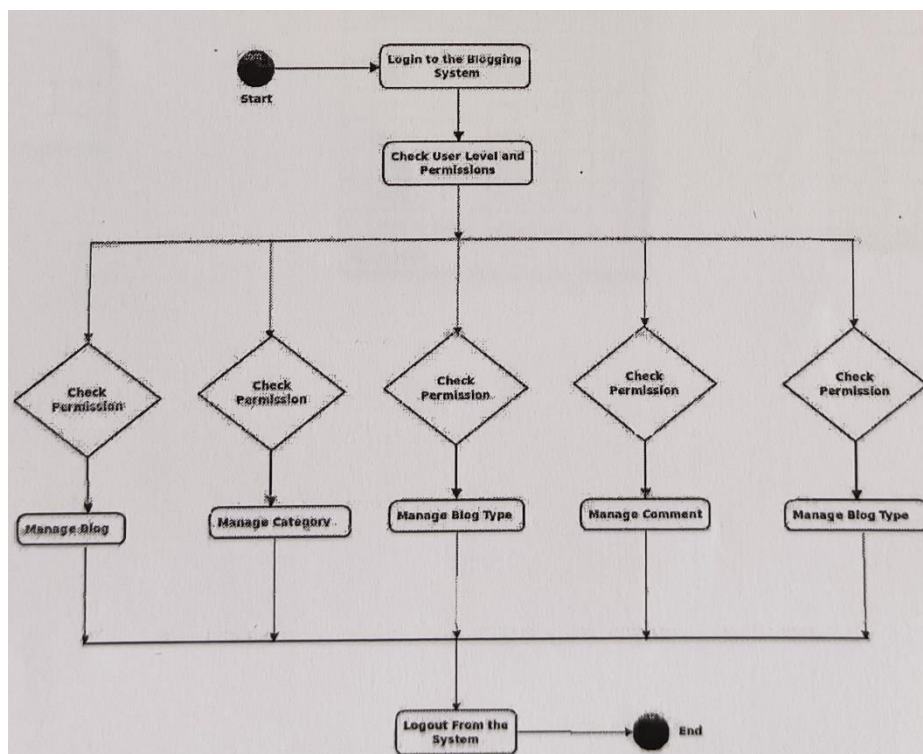 Login to the Blogging
System
Start
Check User Level and
Permissions
Check
Permission
Check
Permission
Check
Permission
Check
Permission
Check
Permission
Manage Blog
Manage Category
Manage Blog Type
Manage Comment
Manage Blog Type
Logout From the
System
End